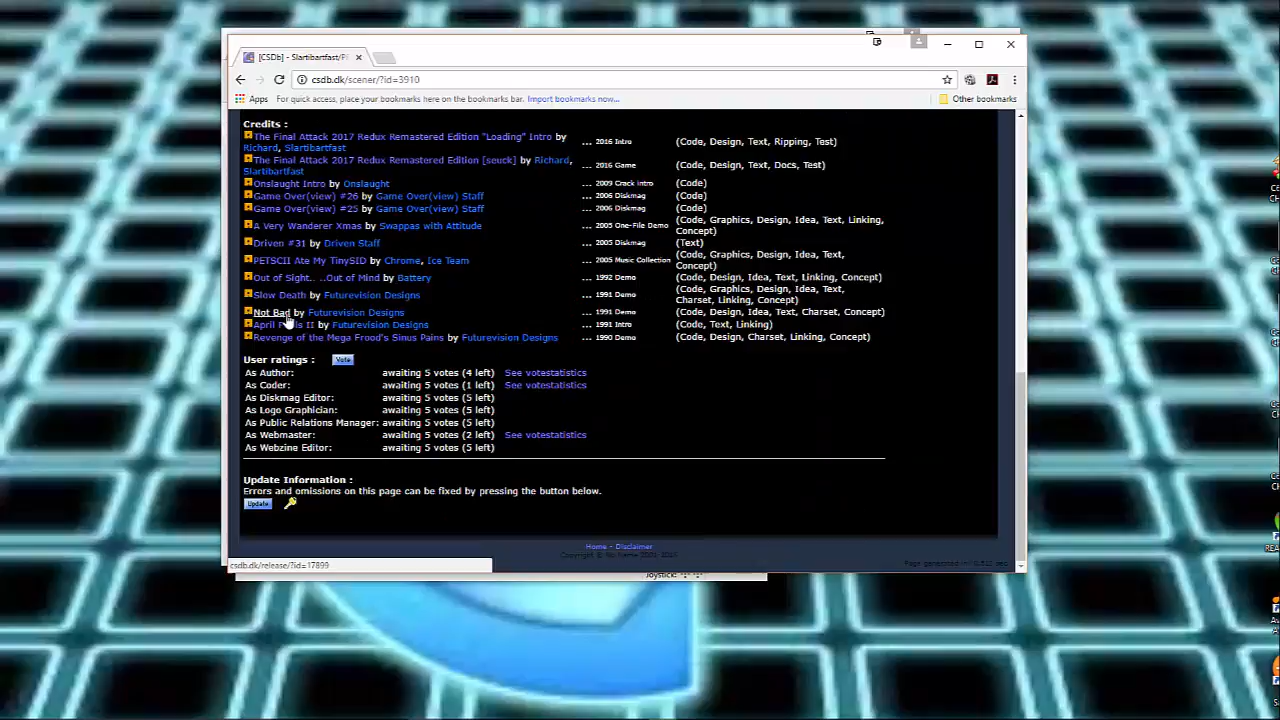 [CSDb] - Slartibartfast/P
csdb.dk/scener/?id=3910
Apps For quick access, place your bookmarks here on the bookmarks bar. Import bookmarks now... Other bookmarks
Credits :
The Final Attack 2017 Redux Remastered Edition "Loading" Intro by
Richard, Slartibartfast
... 2016 Intro (Code, Design, Text, Ripping, Test)
The Final Attack 2017 Redux Remastered Edition [seuck] by Richard,
Slartibartfast
... 2016 Game (Code, Design, Text, Docs, Test)
Onslaught Intro by Onslaught ... 2009 Crack Intro (Code)
Game Over(view) #26 by Game Over(view) Staff ... 2006 Diskmag (Code)
Game Over(view) #25 by Game Over(view) Staff ... 2006 Diskmag (Code)
A Very Wanderer Xmas by Swappas with Attitude ... 2005 One-File Demo (Code, Graphics, Design, Idea, Text, Linking,
Concept)
Driven #31 by Driven Staff ... 2005 Diskmag (Text)
PETSCII Ate My TinySID by Chrome, Ice Team ... 2005 Music Collection (Code, Graphics, Design, Idea, Text,
Concept)
Out of Sight.. ..Out of Mind by Battery ... 1992 Demo (Code, Design, Idea, Text, Linking, Concept)
Slow Death by Futurevision Designs ... 1991 Demo (Code, Graphics, Design, Idea, Text,
Charset, Linking, Concept)
Not Bad by Futurevision Designs ... 1991 Demo (Code, Design, Idea, Text, Charset, Concept)
April II by Futurevision Designs ... 1991 Intro (Code, Text, Linking)
Revenge of the Mega Frood's Sinus Pains by Futurevision Designs ... 1990 Demo (Code, Design, Charset, Linking, Concept)
User ratings : Vote
As Author: awaiting 5 votes (4 left) See votestatistics
As Coder: awaiting 5 votes (1 left) See votestatistics
As Diskmag Editor: awaiting 5 votes (5 left)
As Logo Graphician: awaiting 5 votes (5 left)
As Public Relations Manager: awaiting 5 votes (5 left)
As Webmaster: awaiting 5 votes (2 left) See votestatistics
As Webzine Editor: awaiting 5 votes (5 left)
Update Information :
Errors and omissions on this page can be fixed by pressing the button below.
Update
Home - Disclaimer
csdb.dk/release/?id=17899
Joystick: